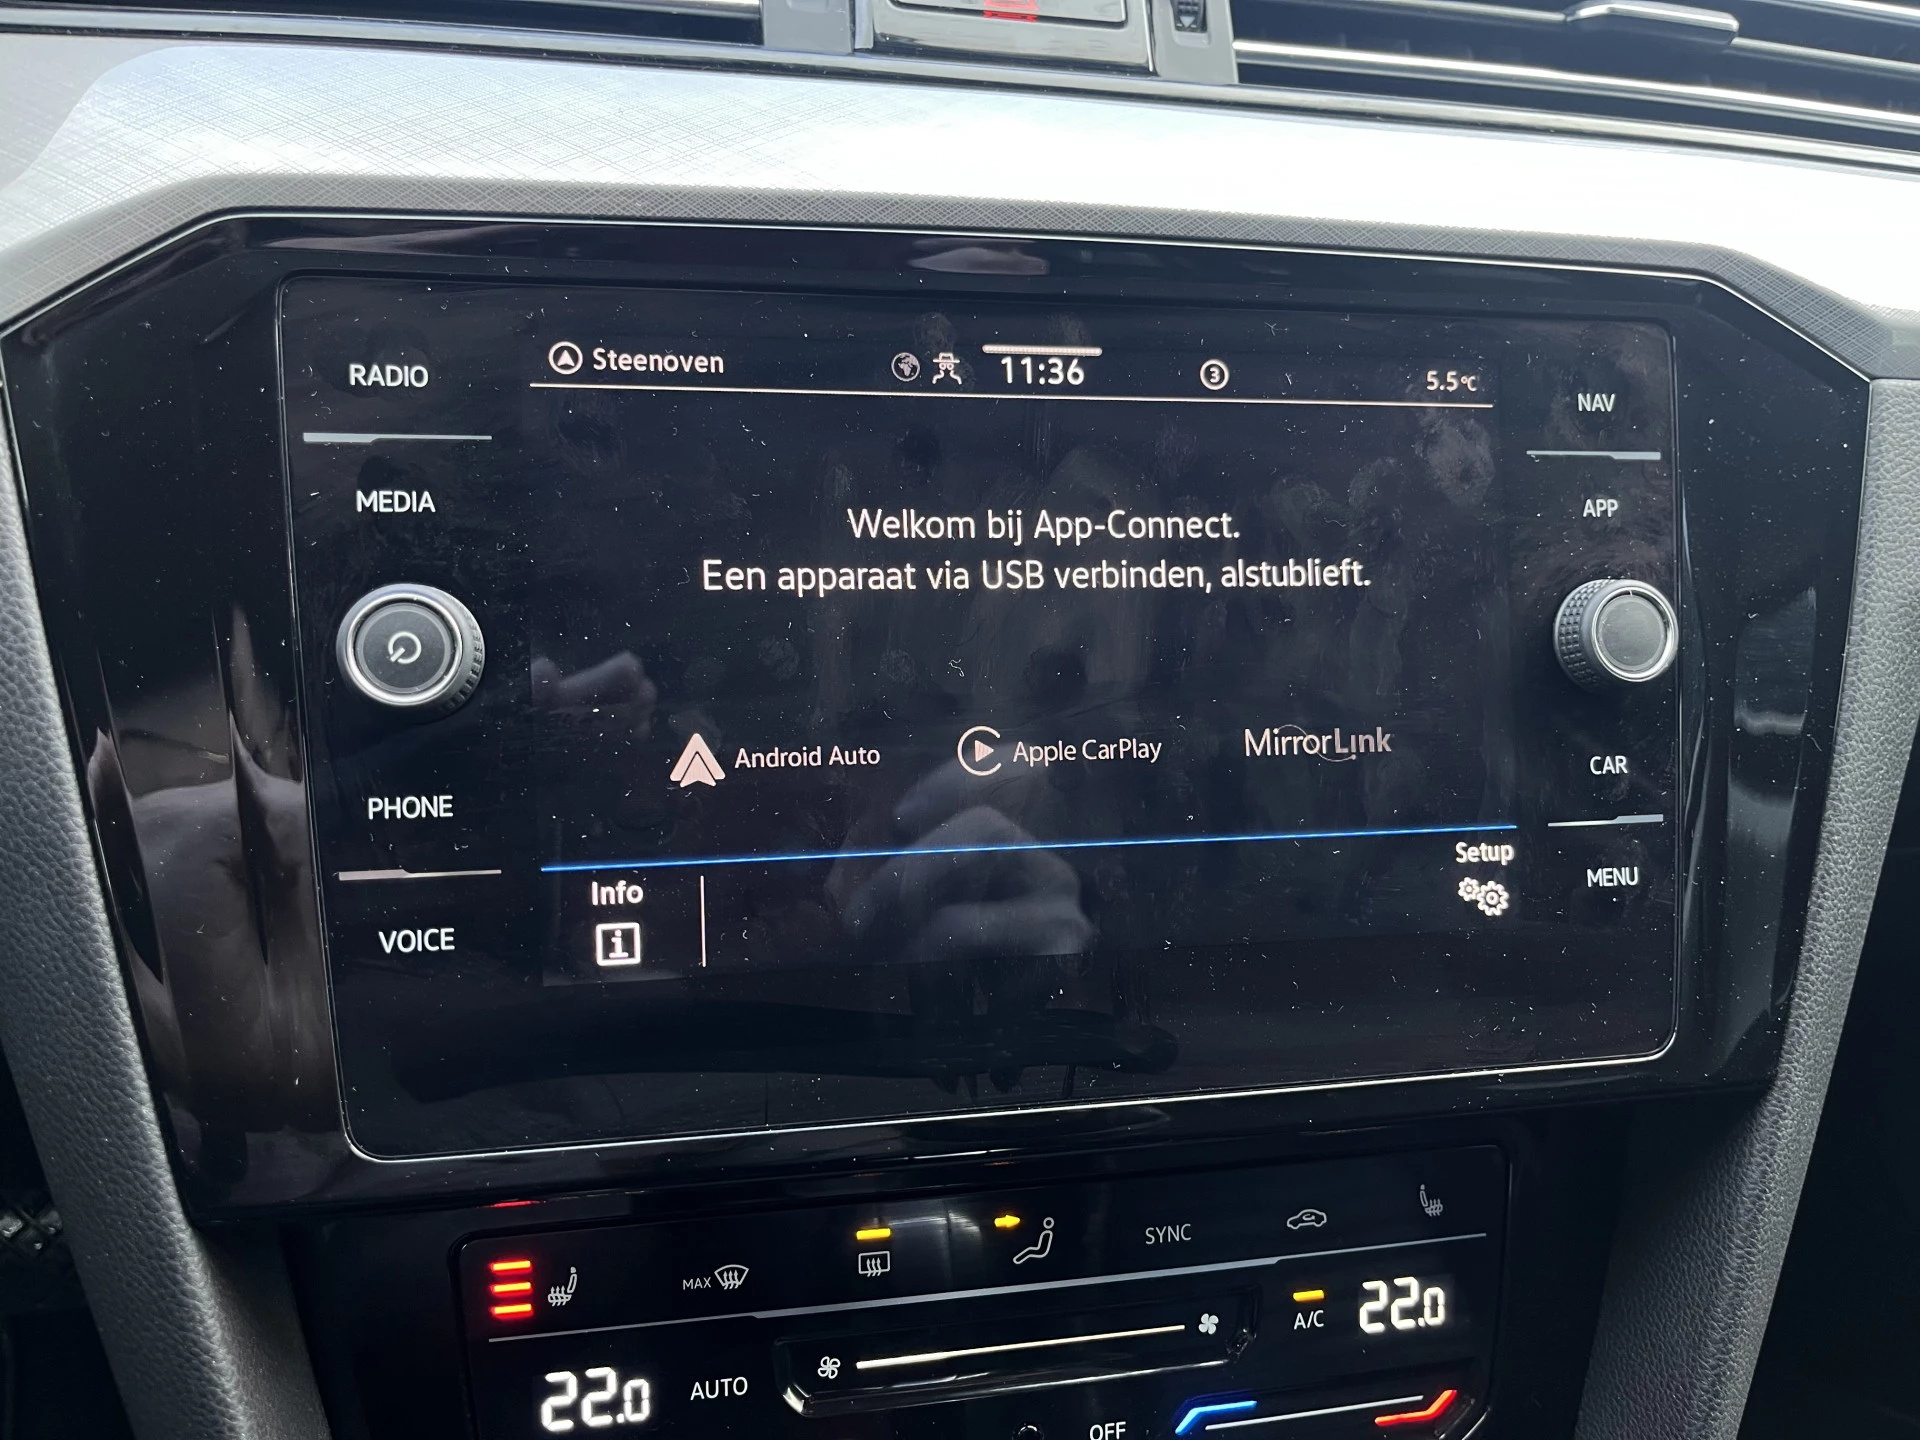 RADIO
MEDIA
PHONE
VOICE
Steenoven
11:36
3
5.5°C
Welkom bij App-Connect.
Een apparaat via USB verbinden, alstublieft.
Android Auto
Apple CarPlay
MirrorLink
Info
i
Setup
NAV
APP
CAR
MENU
MAX
SYNC
A/C
22.0
22.0
AUTO
OFF